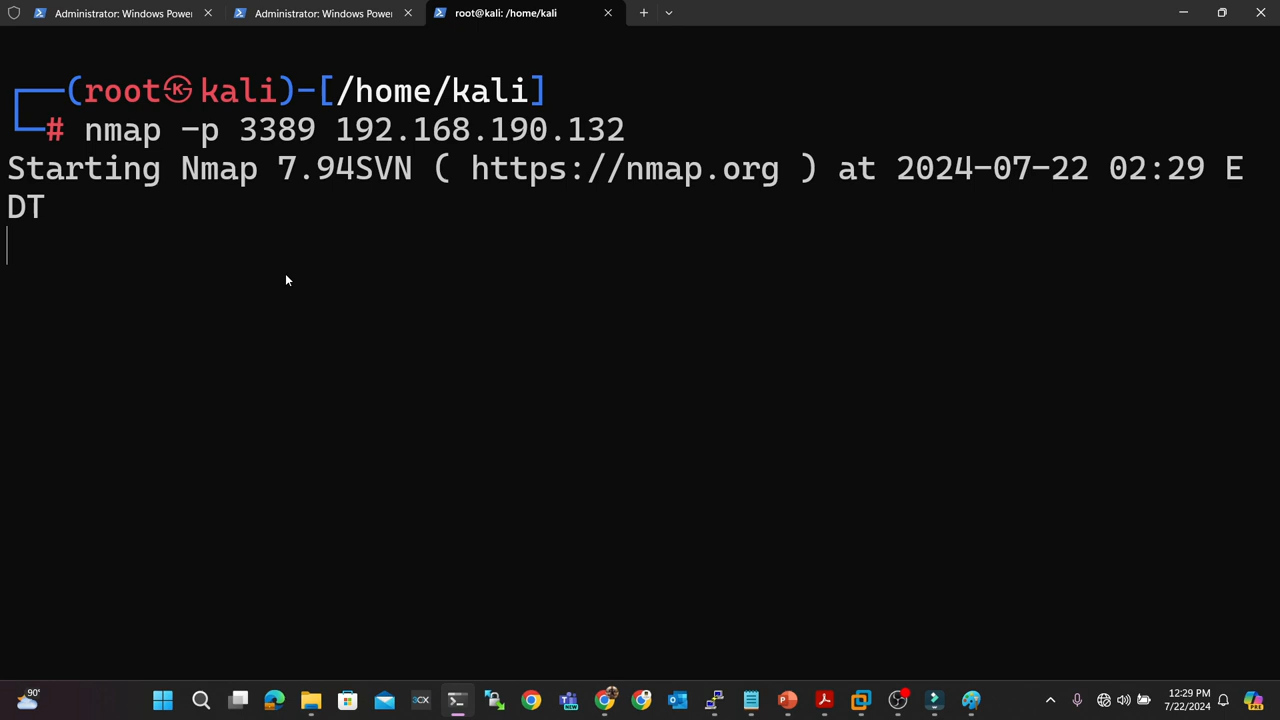 Administrator: Windows Power
Administrator: Windows Power
root@kali: /home/kali
(root㉿kali)-[/home/kali]
# nmap -p 3389 192.168.190.132
Starting Nmap 7.94SVN ( https://nmap.org ) at 2024-07-22 02:29 E
DT
90°
12:29 PM
7/22/2024